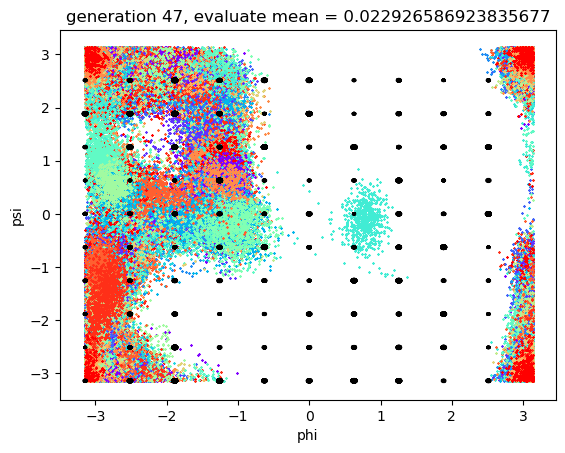 generation 47, evaluate mean = 0.022926586923835677
3
2
1
0
−1
−2
−3
psi
−3 −2 −1 0 1 2 3
phi